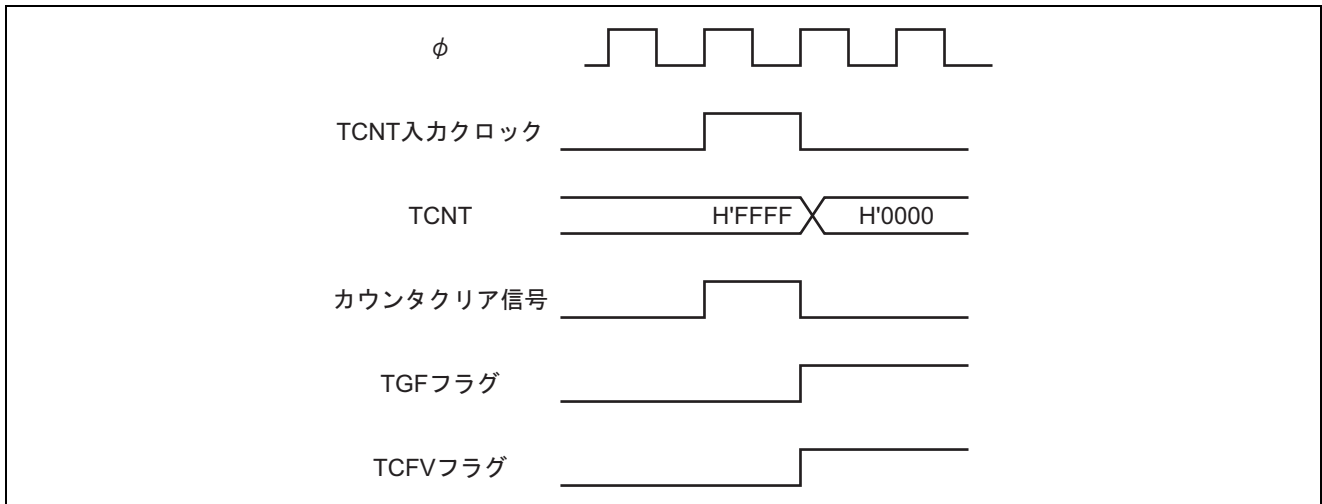 φ
TCNT入力クロック
TCNT
H'FFFF
H'0000
カウンタクリア信号
TGFフラグ
TCFVフラグ